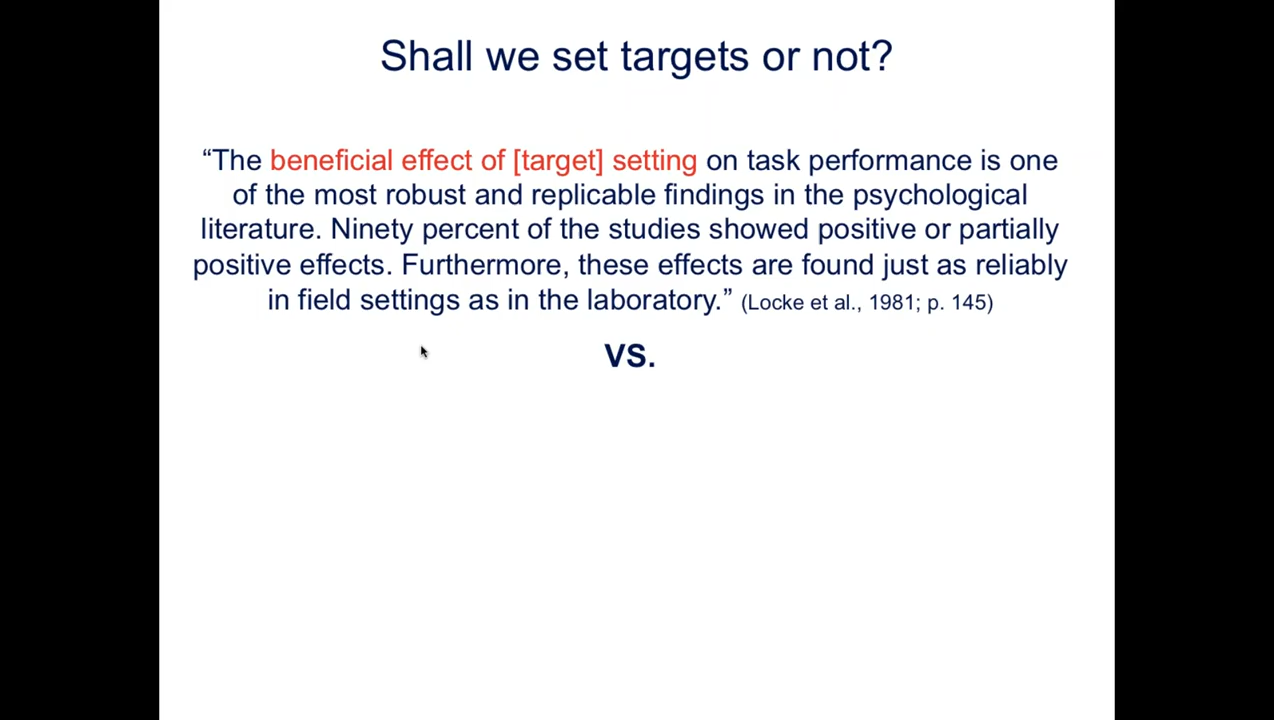 Shall we set targets or not?
“The beneficial effect of [target] setting on task performance is one
of the most robust and replicable findings in the psychological
literature. Ninety percent of the studies showed positive or partially
positive effects. Furthermore, these effects are found just as reliably
in field settings as in the laboratory.” (Locke et al., 1981; p. 145)
VS.